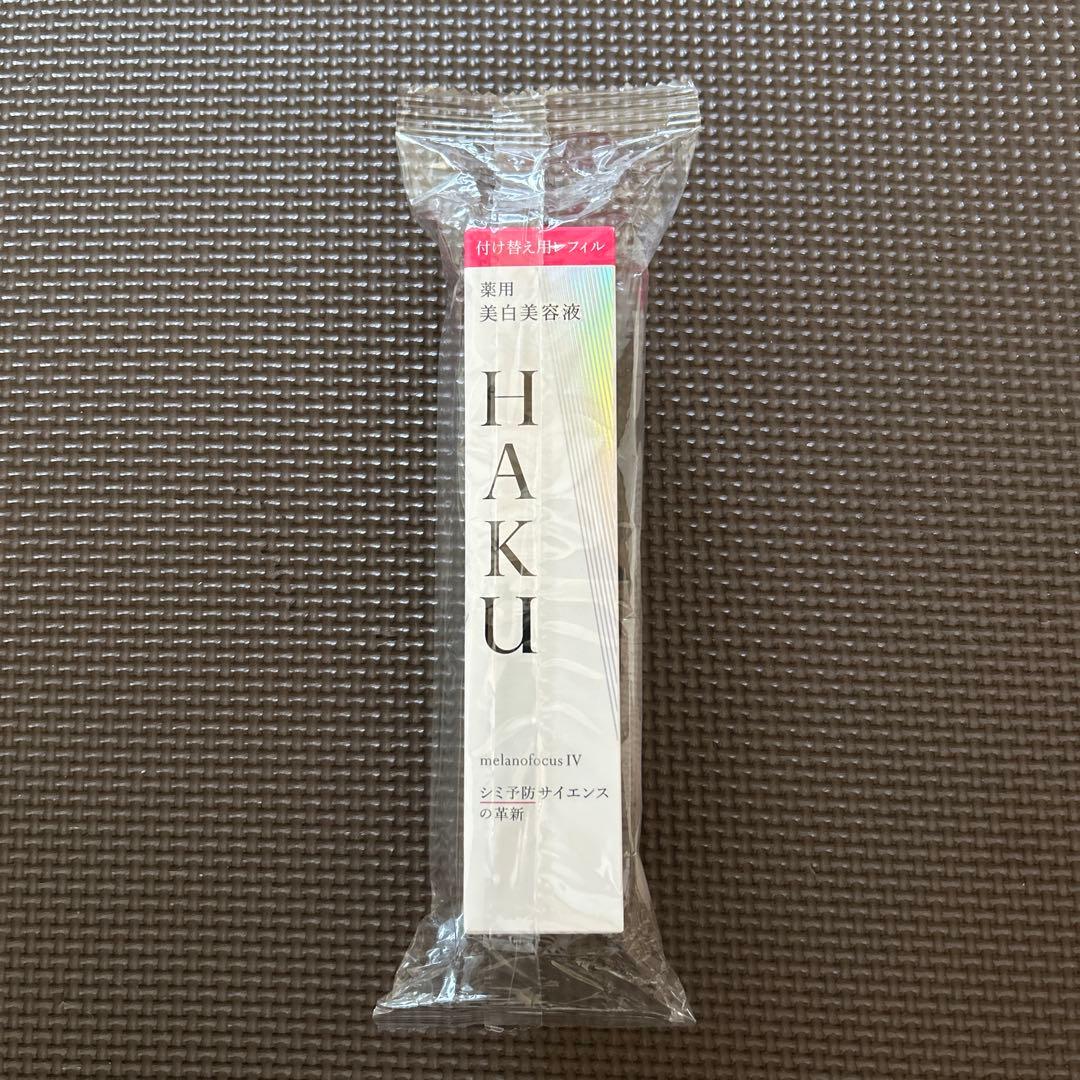 付け替え用レフィル
薬用
美白美容液
HAKU
melanofocus IV
シミ予防サイエンス
の革新